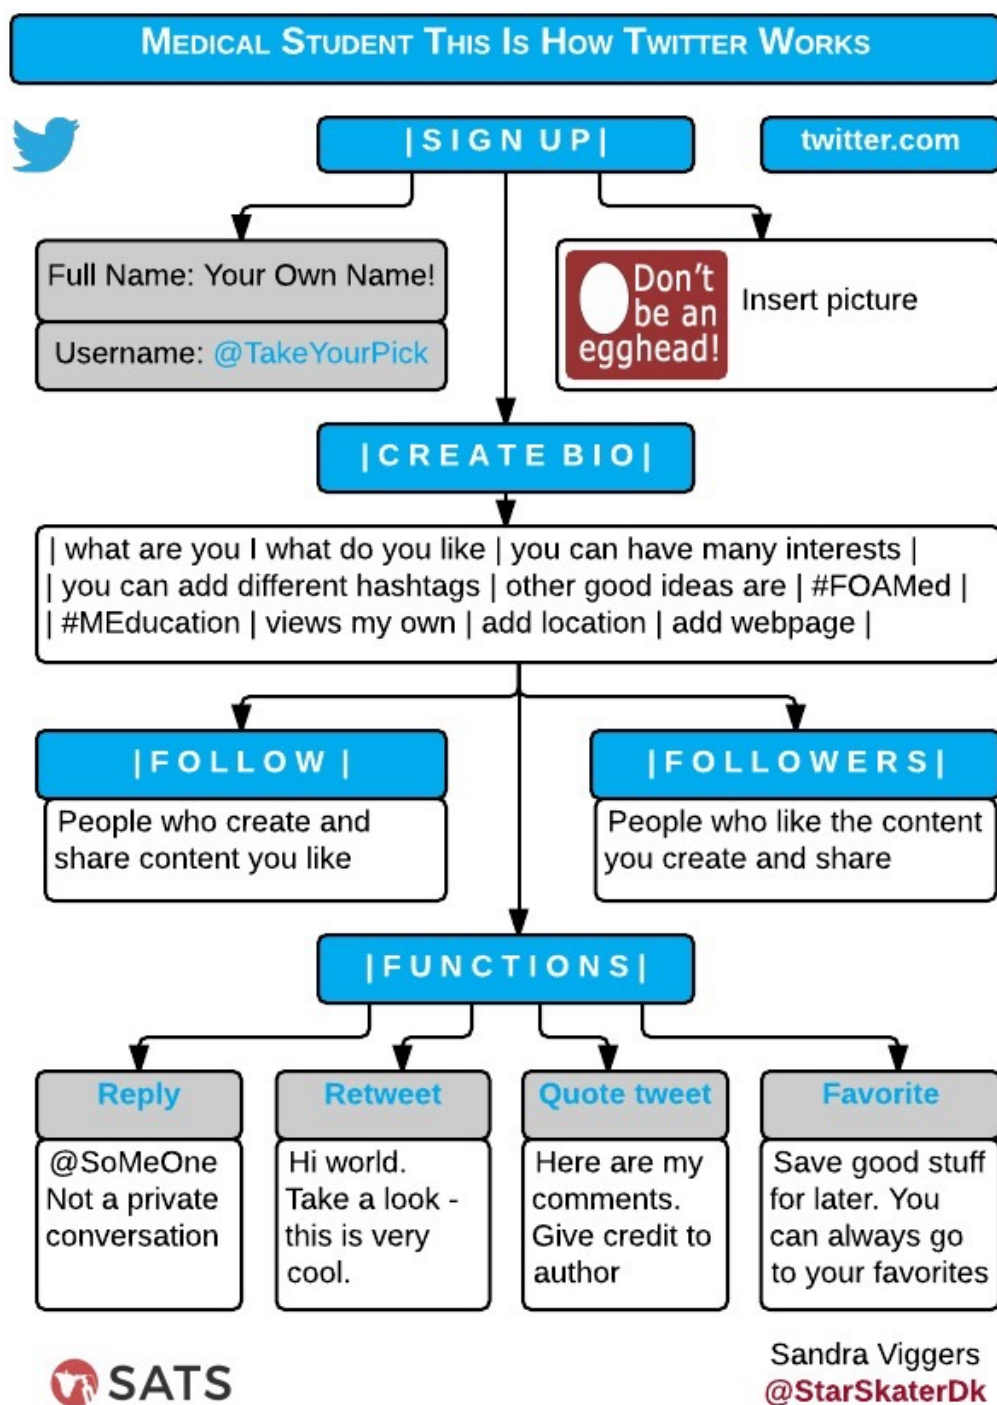 MEDICAL STUDENT THIS IS HOW TWITTER WORKS
|SIGN UP|
twitter.com
Full Name: Your Own Name!
Username: @TakeYourPick
Don't
be an
egghead!
Insert picture
|CREATE BIO|
| what are you I what do you like | you can have many interests |
| you can add different hashtags | other good ideas are | #FOAMed |
| #MEducation | views my own | add location | add webpage |
|FOLLOW |
People who create and
share content you like
|FOLLOWERS|
People who like the content
you create and share
|FUNCTIONS|
Reply
@SoMeOne
Not a private
conversation
Retweet
Hi world.
Take a look -
this is very
cool.
Quote tweet
Here are my
comments.
Give credit to
author
Favorite
Save good stuff
for later. You
can always go
to your favorites
SATS
Sandra Viggers
@StarSkaterDk